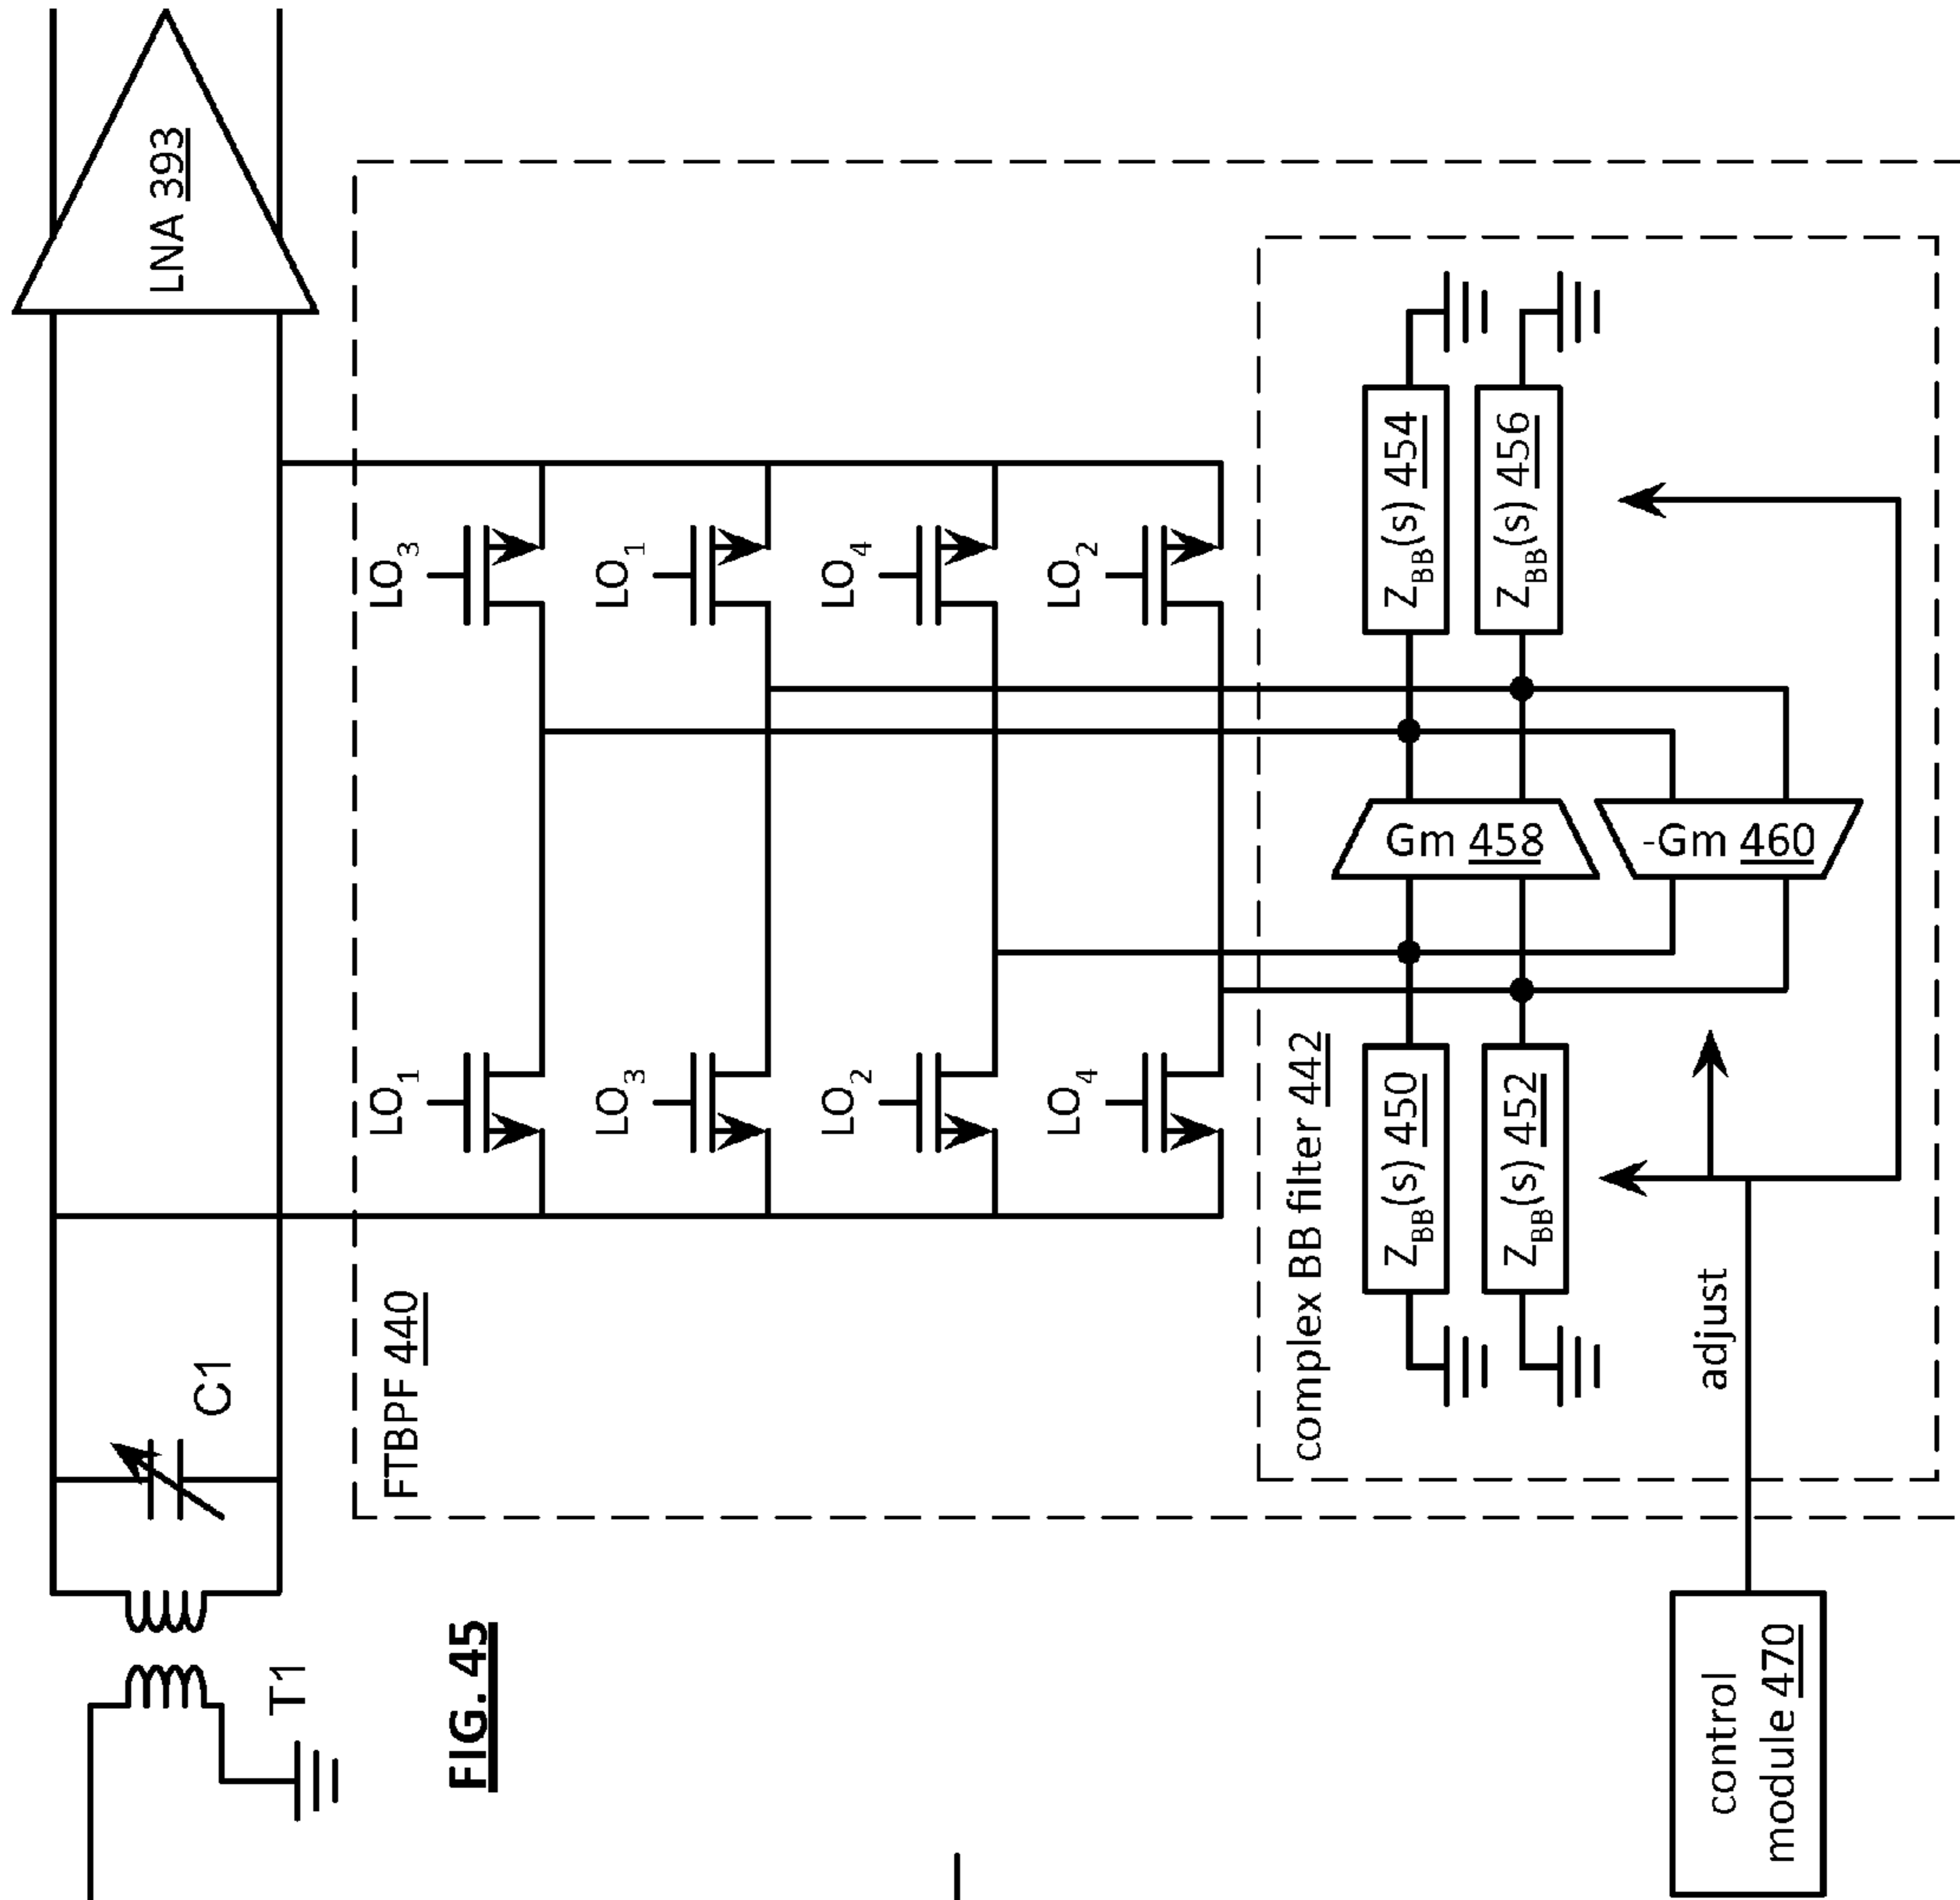 LNA 393
C1
T1
FTBPF 440
LO1
LO3
LO3
LO1
LO2
LO4
LO4
LO2
complex BB filter 442
ZBB(s) 450
Gm 458
ZBB(s) 454
ZBB(s) 452
ZBB(s) 456
-Gm 460
adjust
control
module 470
FIG. 45